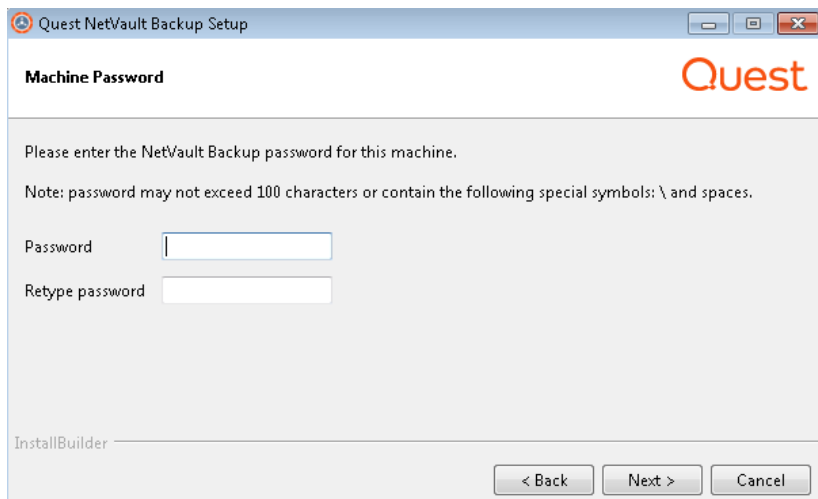 Quest NetVault Backup Setup
Machine Password
Quest
Please enter the NetVault Backup password for this machine.
Note: password may not exceed 100 characters or contain the following special symbols: \ and spaces.
Password
Retype password
InstallBuilder
< Back Next > Cancel